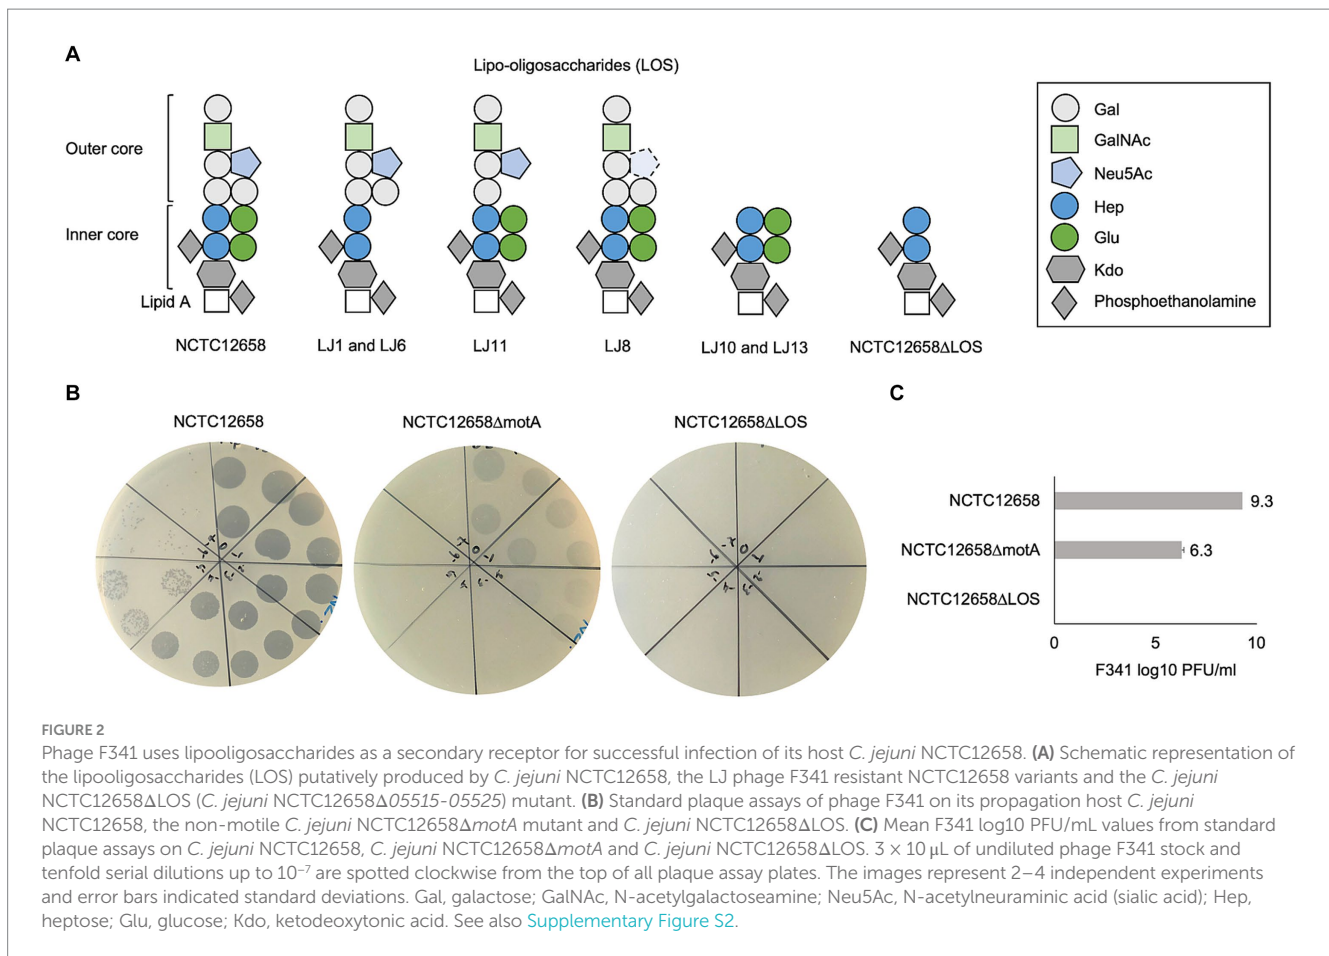 A
Lipo-oligosaccharides (LOS)
Outer core
Inner core
Lipid A
NCTC12658
LJ1 and LJ6
LJ11
LJ8
LJ10 and LJ13
NCTC12658ΔLOS
Gal
GalNAc
Neu5Ac
Hep
Glu
Kdo
Phosphoethanolamine
B
NCTC12658
NCTC12658ΔmotA
NCTC12658ΔLOS
C
NCTC12658
9.3
NCTC12658ΔmotA
6.3
NCTC12658ΔLOS
0
5
10
F341 log10 PFU/ml
FIGURE 2
Phage F341 uses lipooligosaccharides as a secondary receptor for successful infection of its host C. jejuni NCTC12658. (A) Schematic representation of
the lipooligosaccharides (LOS) putatively produced by C. jejuni NCTC12658, the LJ phage F341 resistant NCTC12658 variants and the C. jejuni
NCTC12658ΔLOS (C. jejuni NCTC12658Δ05515-05525) mutant. (B) Standard plaque assays of phage F341 on its propagation host C. jejuni
NCTC12658, the non-motile C. jejuni NCTC12658ΔmotA mutant and C. jejuni NCTC12658ΔLOS. (C) Mean F341 log10 PFU/mL values from standard
plaque assays on C. jejuni NCTC12658, C. jejuni NCTC12658ΔmotA and C. jejuni NCTC12658ΔLOS. 3 × 10 μL of undiluted phage F341 stock and
tenfold serial dilutions up to 10⁻⁷ are spotted clockwise from the top of all plaque assay plates. The images represent 2–4 independent experiments
and error bars indicated standard deviations. Gal, galactose; GalNAc, N-acetylgalactoseamine; Neu5Ac, N-acetylneuraminic acid (sialic acid); Hep,
heptose; Glu, glucose; Kdo, ketodeoxytonic acid. See also Supplementary Figure S2.